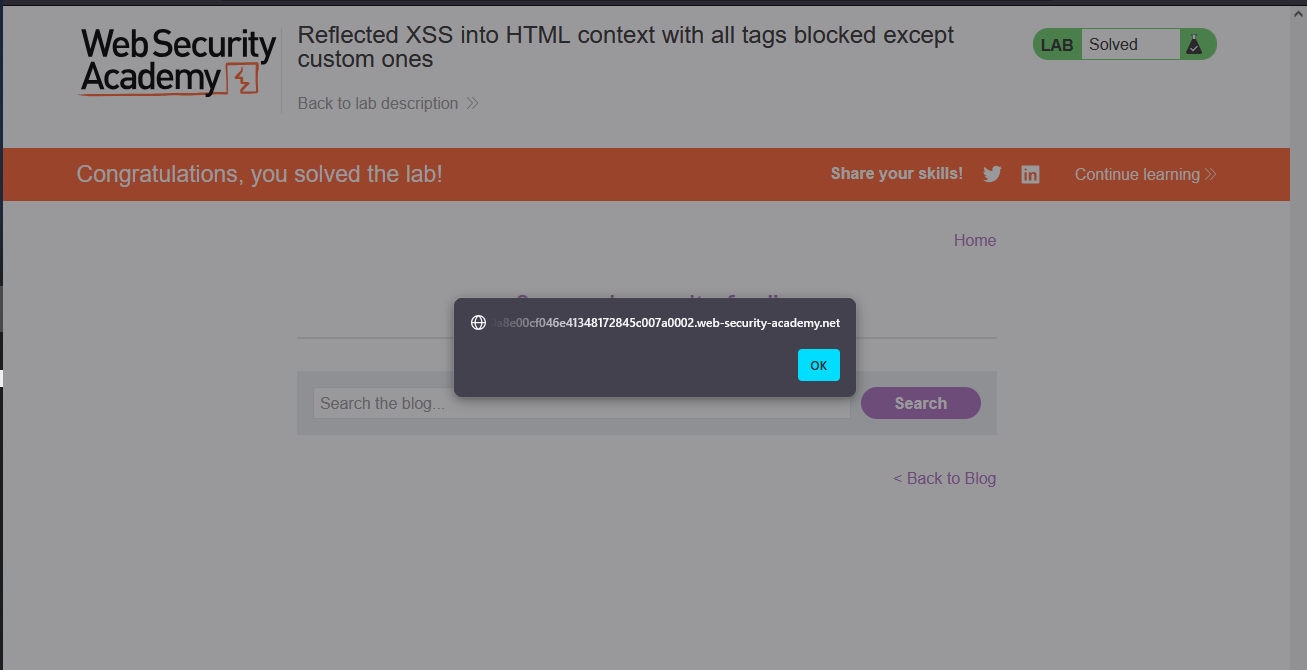 Web Security
Academy
Reflected XSS into HTML context with all tags blocked except
custom ones
Back to lab description
LAB Solved
Congratulations, you solved the lab!
Share your skills!
in
Continue learning
Home
a8e00cf046e41348172845c007a0002.web-security-academy.net
OK
Search the blog...
Search
< Back to Blog